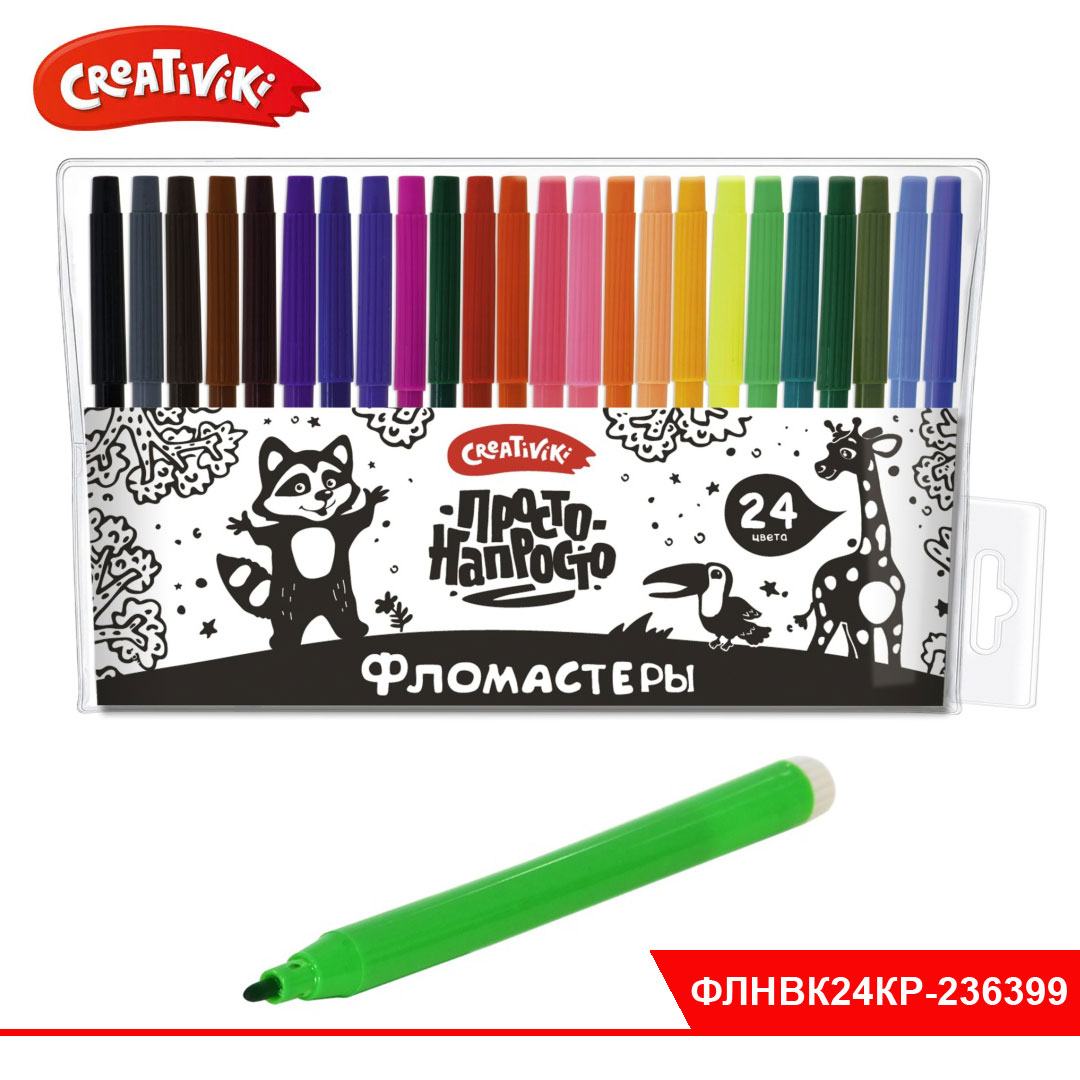 CREATIVIKI
CREATIVIKI
ПРОСТО-
НАПРОСТО
24
цвета
ФЛОМАСТЕРЫ
ФЛНВК24КР-236399